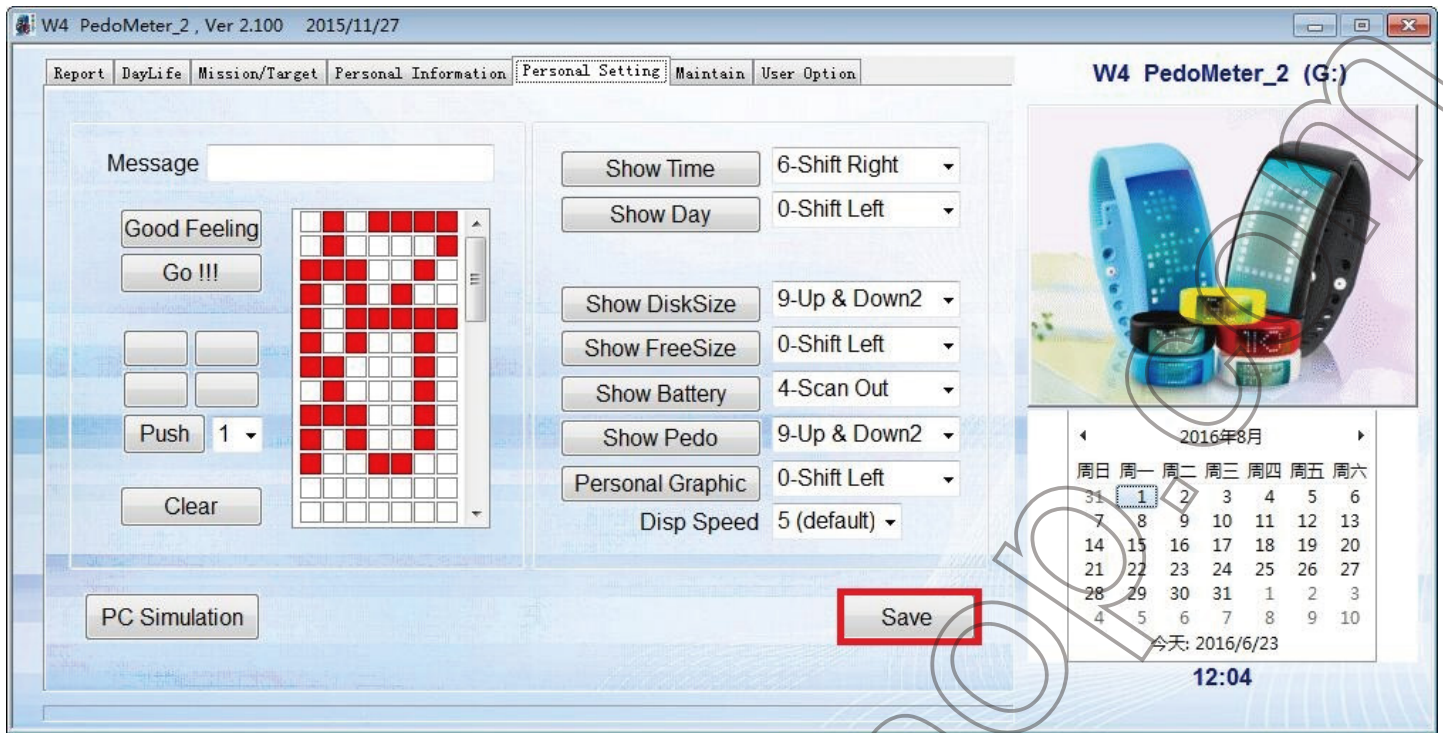 W4 PedoMeter_2 , Ver 2.100 2015/11/27
Report DayLife Mission/Target Personal Information Personal Setting Maintain User Option
W4 PedoMeter_2 (G:)
Message
Good Feeling
Go !!!
Push 1
Clear
PC Simulation
Show Time 6-Shift Right
Show Day 0-Shift Left
Show DiskSize 9-Up & Down2
Show FreeSize 0-Shift Left
Show Battery 4-Scan Out
Show Pedo 9-Up & Down2
Personal Graphic 0-Shift Left
Disp Speed 5 (default)
Save
2016年8月
周日 周一 周二 周三 周四 周五 周六
31 1 2 3 4 5 6
7 8 9 10 11 12 13
14 15 16 17 18 19 20
21 22 23 24 25 26 27
28 29 30 31 1 2 3
4 5 6 7 8 9 10
今天: 2016/6/23
12:04